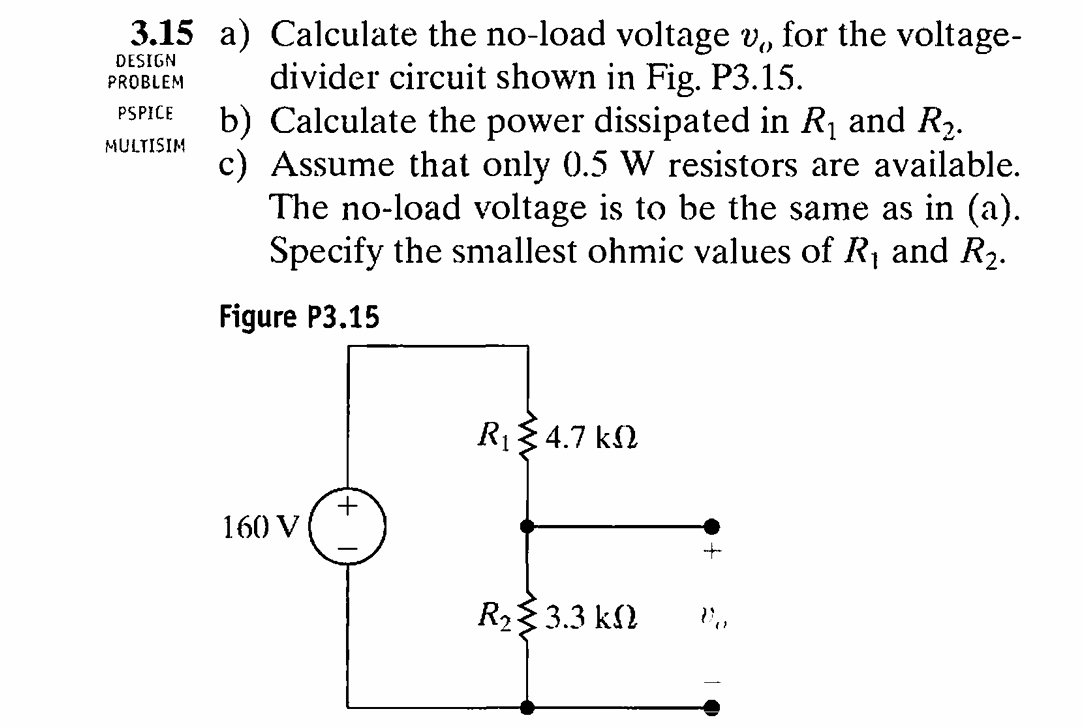 3.15 a) Calculate the no-load voltage vₒ for the voltage-
DESIGN
PROBLEM
divider circuit shown in Fig. P3.15.
PSPICE
MULTISIM
b) Calculate the power dissipated in R₁ and R₂.
c) Assume that only 0.5 W resistors are available.
The no-load voltage is to be the same as in (a).
Specify the smallest ohmic values of R₁ and R₂.
Figure P3.15
R₁ 4.7 kΩ
160 V
+
−
+
R₂ 3.3 kΩ
vₒ
−